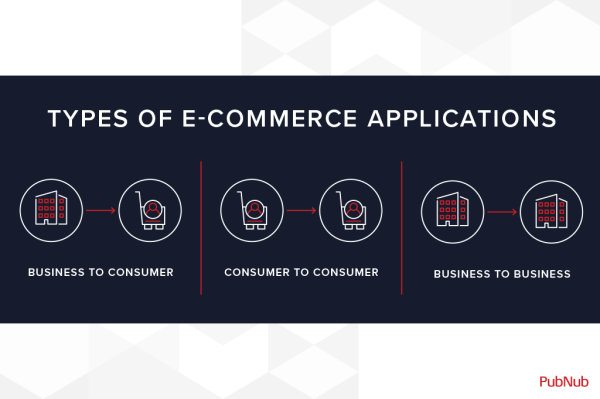 TYPES OF E-COMMERCE APPLICATIONS
BUSINESS TO CONSUMER
CONSUMER TO CONSUMER
BUSINESS TO BUSINESS
PubNub